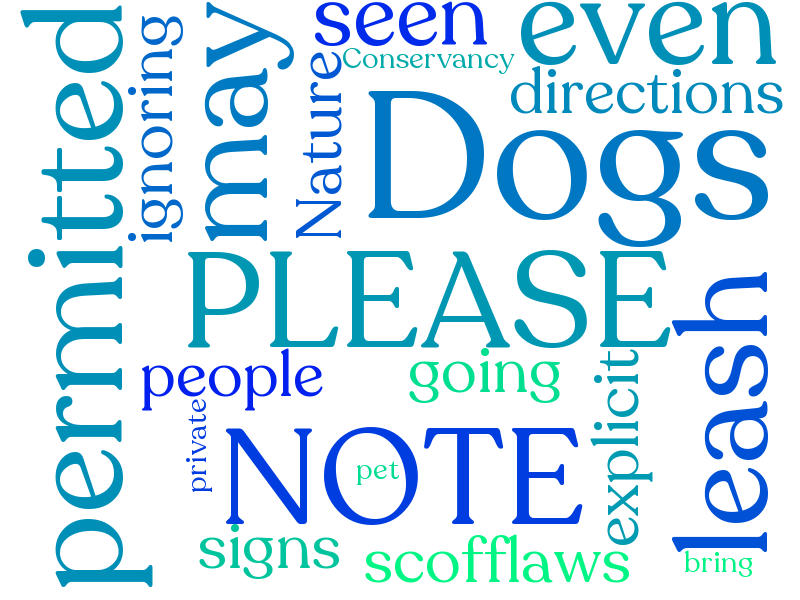 permitted
ignoring
may
seen
Nature
Conservancy
even
directions
Dogs
PLEASE
leash
people
going
explicit
private
NOTE
pet
signs
scofflaws
bring